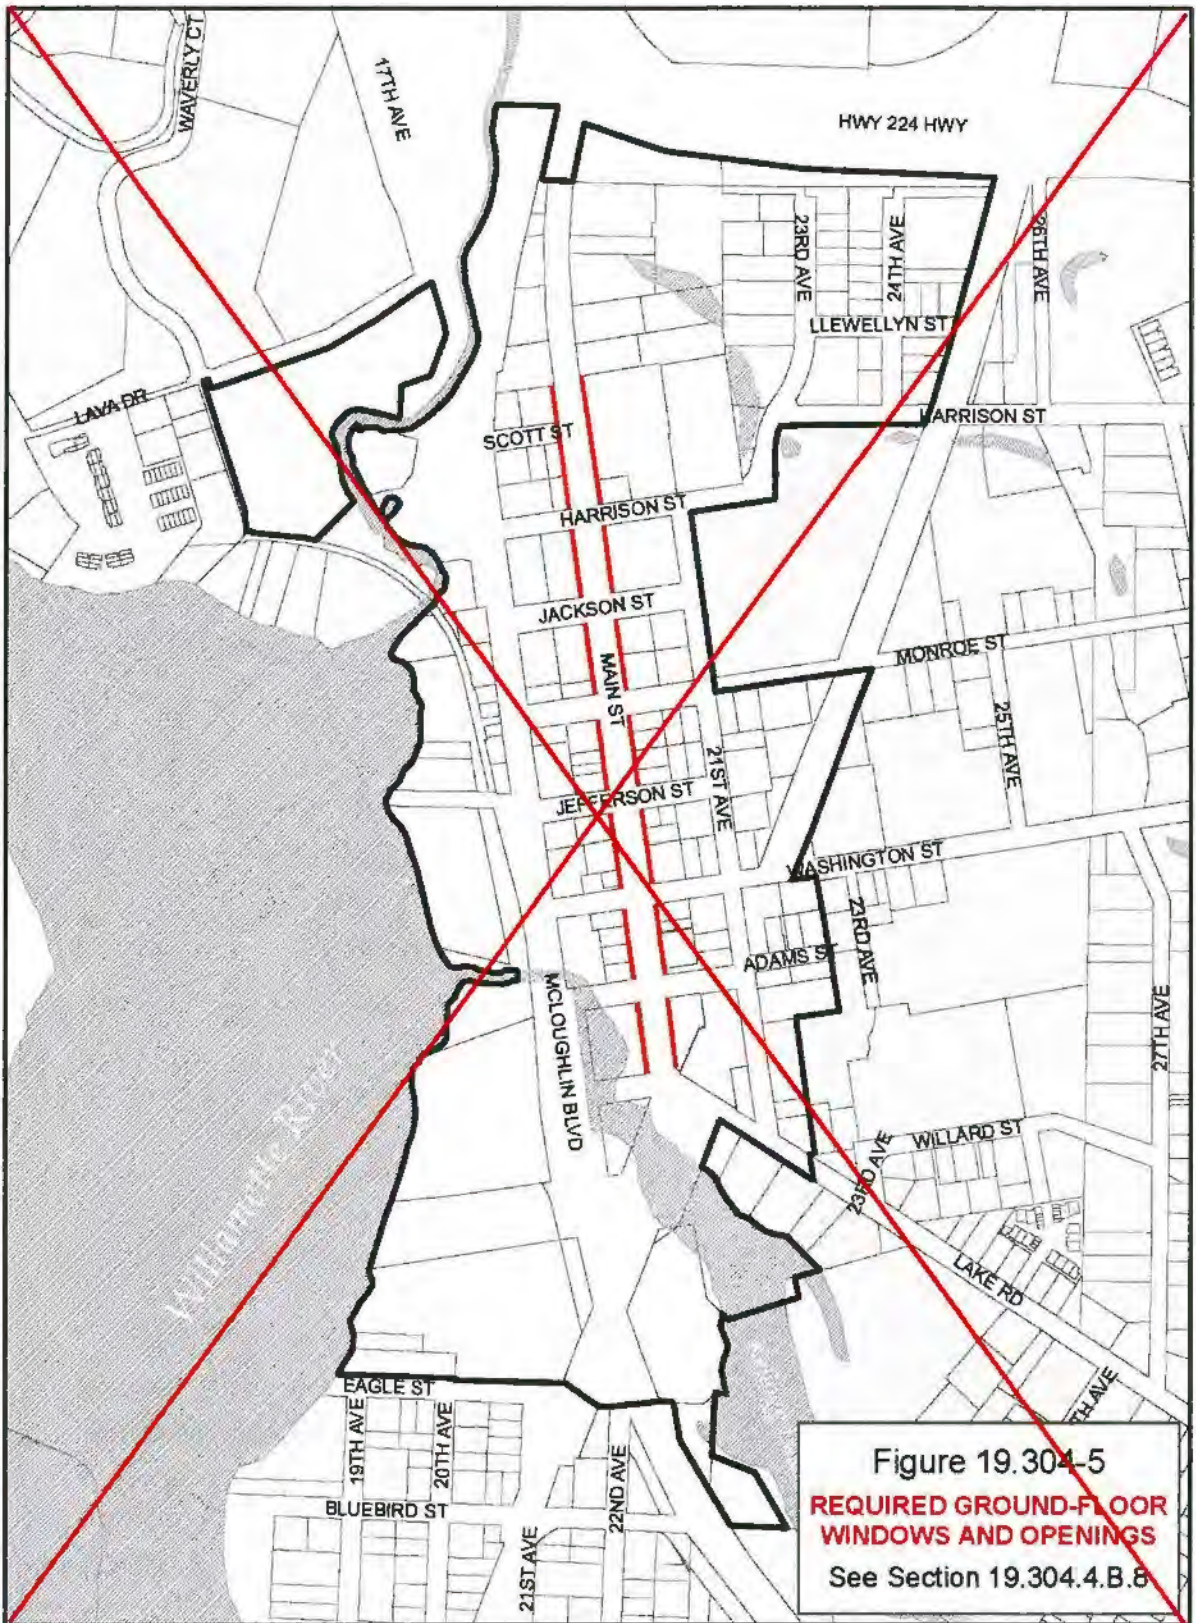 WAVERLY CT
17TH AVE
HWY 224 HWY
23RD AVE
24TH AVE
26TH AVE
LLEWELLYN ST
LAVA DR
HARRISON ST
SCOTT ST
HARRISON ST
JACKSON ST
MONROE ST
MAIN ST
25TH AVE
21ST AVE
JEFFERSON ST
WASHINGTON ST
23RD AVE
ADAMS ST
MCLOUGHLIN BLVD
27TH AVE
Willamette River
WILLARD ST
23RD AVE
LAKE RD
EAGLE ST
19TH AVE
20TH AVE
TH AVE
22ND AVE
BLUEBIRD ST
21ST AVE
Figure 19.304-5
REQUIRED GROUND-FLOOR
WINDOWS AND OPENINGS
See Section 19.304.4.B.8